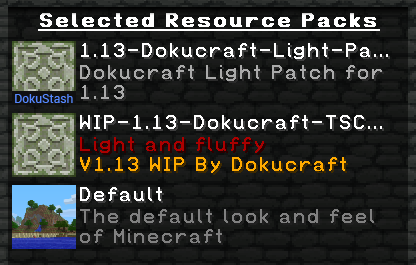 Selected Resource Packs
1.13-Dokucraft-Light-Pa...
Dokucraft Light Patch for
1.13
DokuStash
WIP-1.13-Dokucraft-TSC...
Light and fluffy
V1.13 WIP By Dokucraft
Default
The default look and feel
of Minecraft